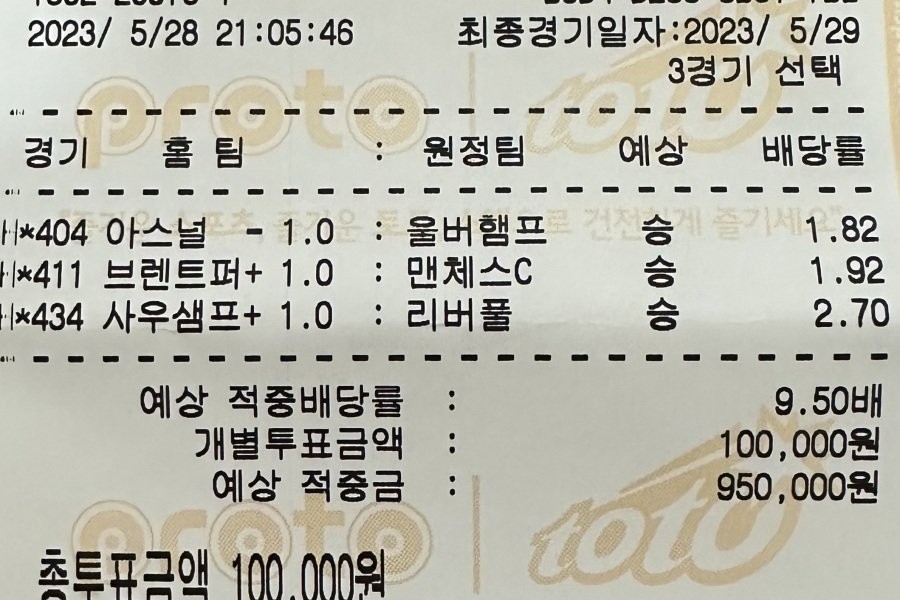 2023/ 5/28 21:05:46 최종경기일자:2023/ 5/29
3경기 선택
proto toto
경기 홈 팀 : 원정팀 예상 배당률
*404 아스널 - 1.0 : 울버햄프 승 1.82
*411 브렌트퍼+ 1.0 : 맨체스C 승 1.92
*434 사우샘프+ 1.0 : 리버풀 승 2.70
예상 적중배당률 : 9.50배
개별투표금액 : 100,000원
예상 적중금 : 950,000원
proto toto
총투표금액 100,000원